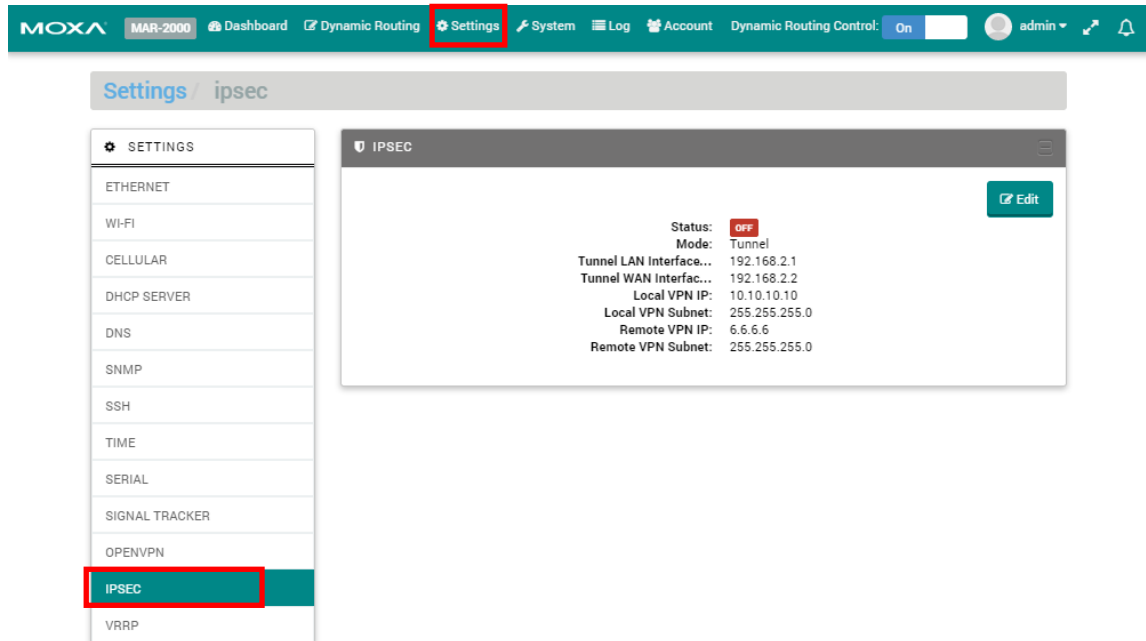 MOXA MAR-2000 Dashboard Dynamic Routing Settings System Log Account Dynamic Routing Control: On admin
Settings / ipsec
SETTINGS
ETHERNET
WI-FI
CELLULAR
DHCP SERVER
DNS
SNMP
SSH
TIME
SERIAL
SIGNAL TRACKER
OPENVPN
IPSEC
VRRP
IPSEC
Edit
Status: OFF
Mode: Tunnel
Tunnel LAN Interface... 192.168.2.1
Tunnel WAN Interfac... 192.168.2.2
Local VPN IP: 10.10.10.10
Local VPN Subnet: 255.255.255.0
Remote VPN IP: 6.6.6.6
Remote VPN Subnet: 255.255.255.0